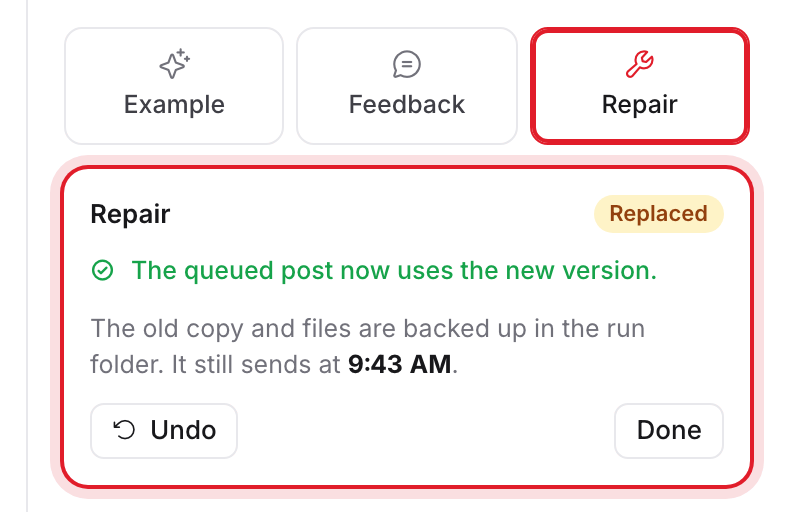 Example
Feedback
Repair
Repair
Replaced
The queued post now uses the new version.
The old copy and files are backed up in the run
folder. It still sends at 9:43 AM.
Undo
Done